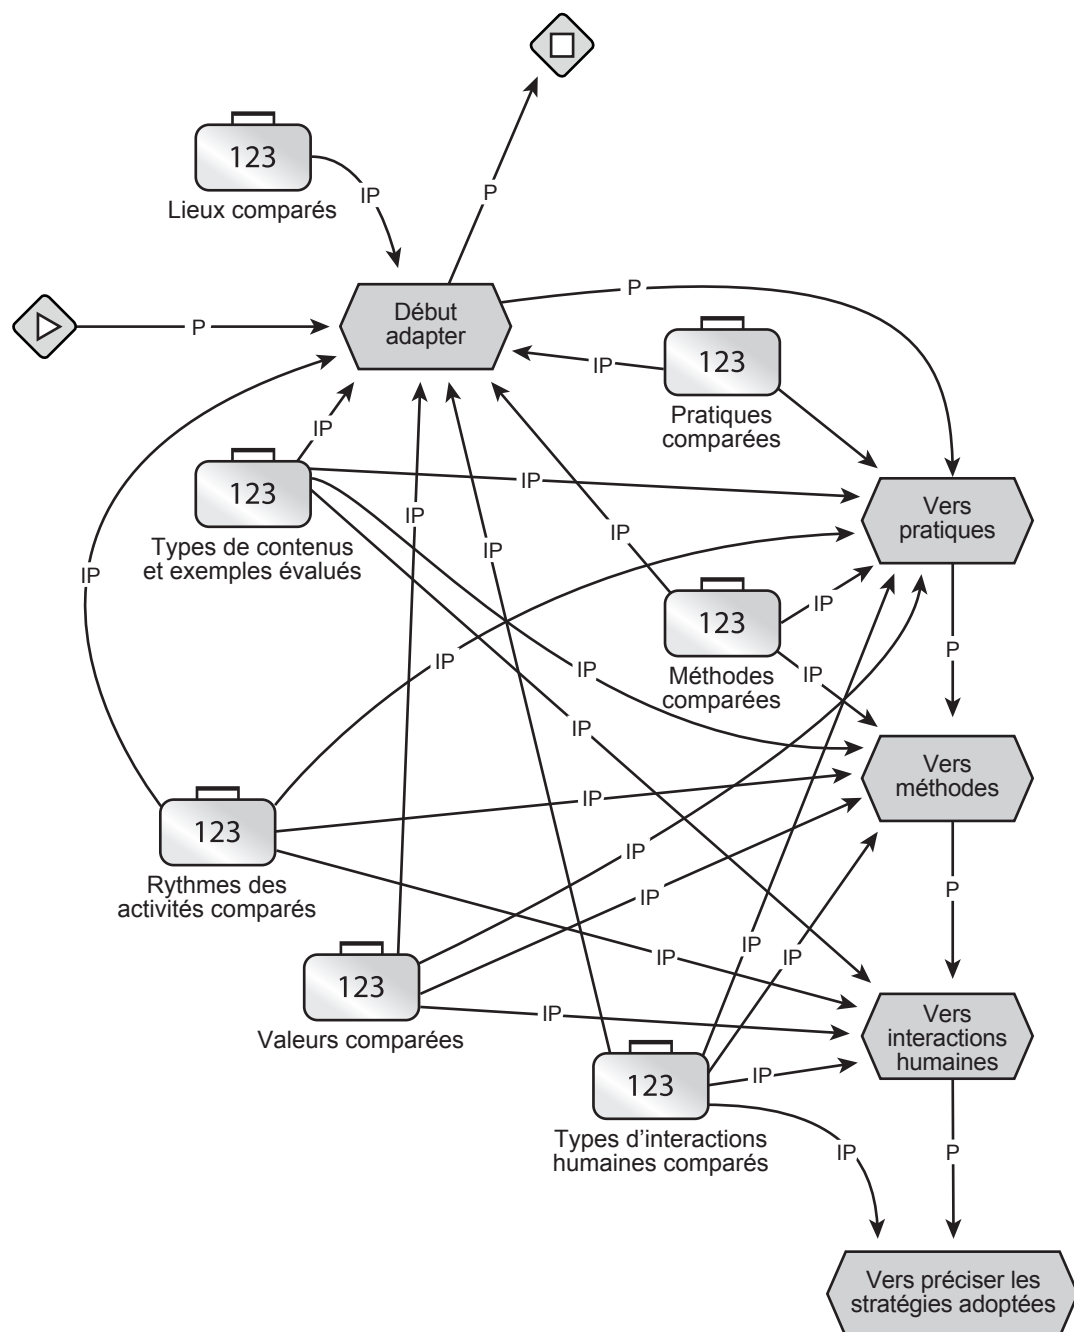 123
IP
Lieux comparés
P
P
Début
adapter
P
IP
123
Pratiques
comparées
IP
123
Types de contenus
et exemples évalués
IP
IP
IP
IP
Vers
pratiques
IP
IP
123
Méthodes
comparées
IP
IP
P
IP
IP
IP
Vers
méthodes
123
Rythmes des
activités comparés
IP
IP
IP
P
IP
IP
IP
123
Valeurs comparées
IP
Vers
interactions
humaines
123
Types d’interactions
humaines comparés
IP
IP
P
Vers préciser les
stratégies adoptées